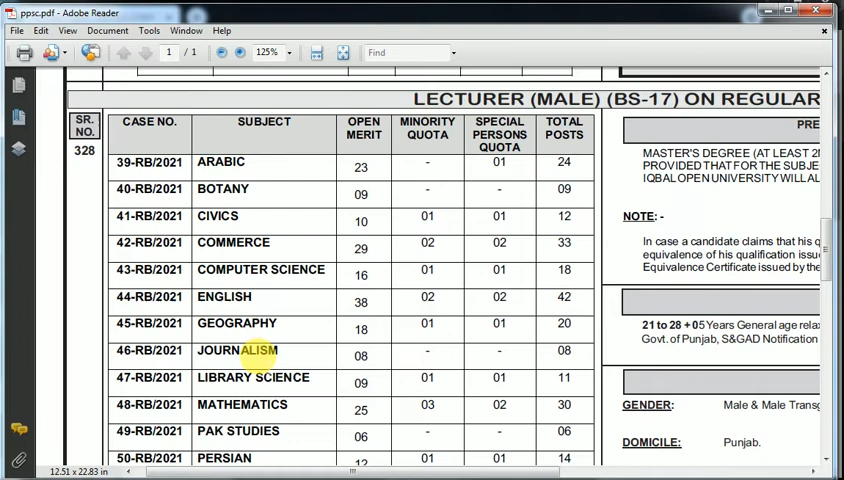 ppsc.pdf - Adobe Reader
File Edit View Document Tools Window Help
1 / 1 125% Find
LECTURER (MALE) (BS-17) ON REGULAR
SR. NO. CASE NO. SUBJECT OPEN MERIT MINORITY QUOTA SPECIAL PERSONS QUOTA TOTAL POSTS
328
39-RB/2021 ARABIC 23 - 01 24
40-RB/2021 BOTANY 09 - - 09
41-RB/2021 CIVICS 10 01 01 12
42-RB/2021 COMMERCE 29 02 02 33
43-RB/2021 COMPUTER SCIENCE 16 01 01 18
44-RB/2021 ENGLISH 38 02 02 42
45-RB/2021 GEOGRAPHY 18 01 01 20
46-RB/2021 JOURNALISM 08 - - 08
47-RB/2021 LIBRARY SCIENCE 09 01 01 11
48-RB/2021 MATHEMATICS 25 03 02 30
49-RB/2021 PAK STUDIES 06 - - 06
50-RB/2021 PERSIAN 12 01 01 14
PRE
MASTER'S DEGREE (AT LEAST 2N
PROVIDED THAT FOR THE SUBJE
IQBAL OPEN UNIVERSITY WILL AL
NOTE: -
In case a candidate claims that his q
equivalence of his qualification issu
Equivalence Certificate issued by the
21 to 28 + 05 Years General age relax
Govt. of Punjab, S&GAD Notification
GENDER: Male & Male Transg
DOMICILE: Punjab.
12.51 x 22.83 in